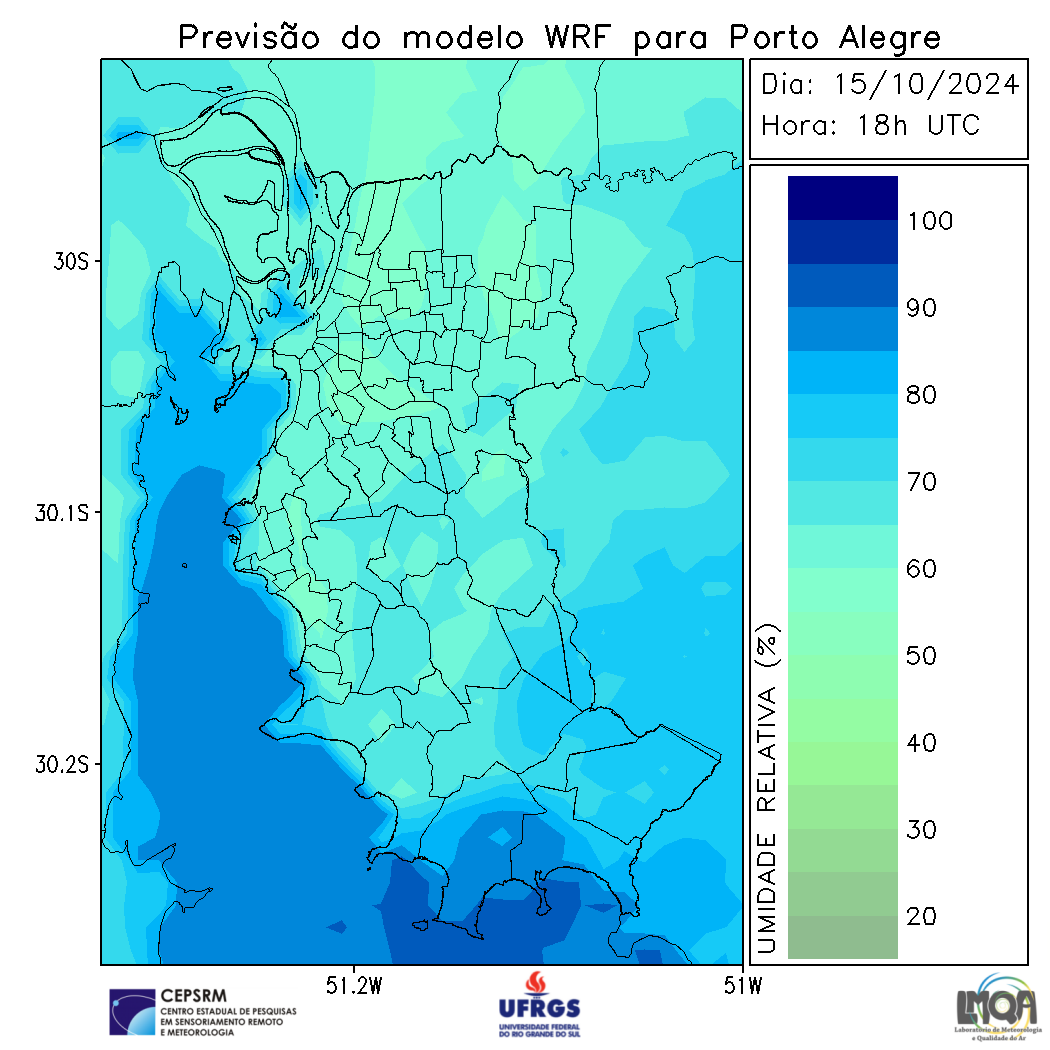 Previsão do modelo WRF para Porto Alegre
Dia: 15/10/2024
Hora: 18h UTC
100
90
80
70
60
50
40
30
20
UMIDADE RELATIVA (%)
30S
30.1S
30.2S
51.2W
51W
CEPSRM
CENTRO ESTADUAL DE PESQUISAS
EM SENSORIAMENTO REMOTO
E METEOROLOGIA
UFRGS
UNIVERSIDADE FEDERAL
DO RIO GRANDE DO SUL
LMQA
Laboratório de Meteorologia
e Qualidade do Ar